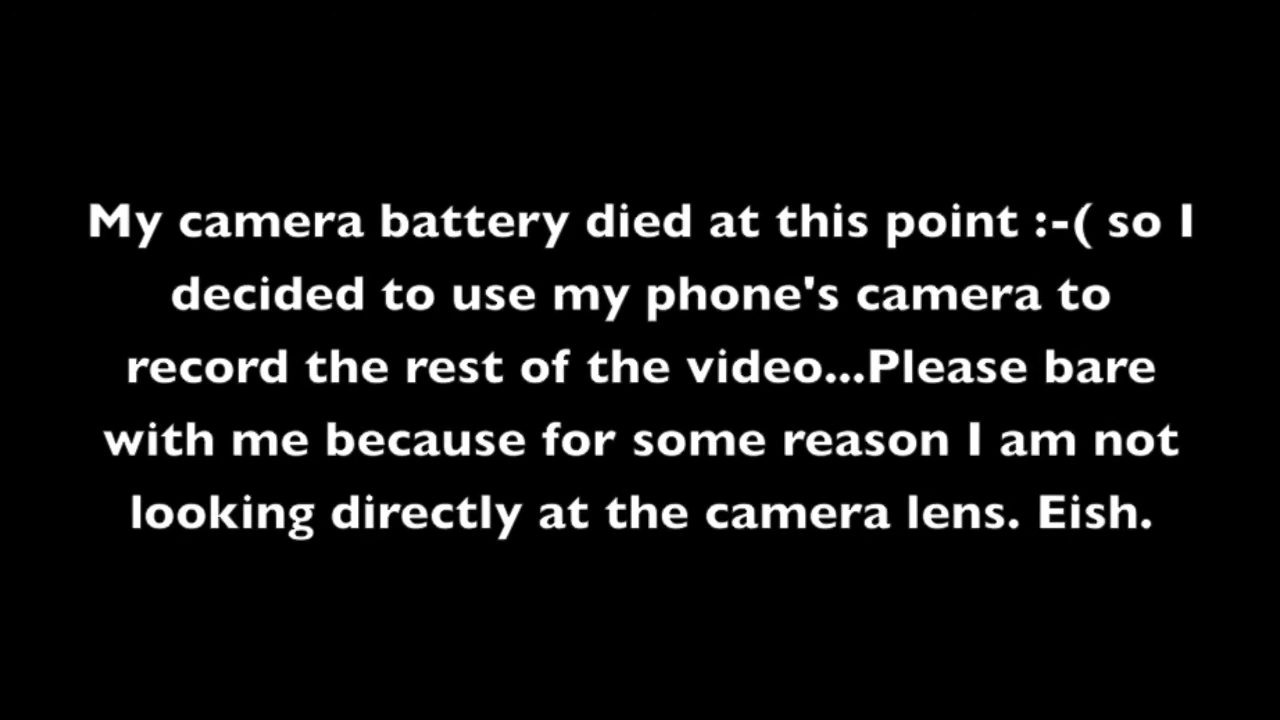 My camera battery died at this point :-( so I
decided to use my phone's camera to
record the rest of the video...Please bare
with me because for some reason I am not
looking directly at the camera lens. Eish.